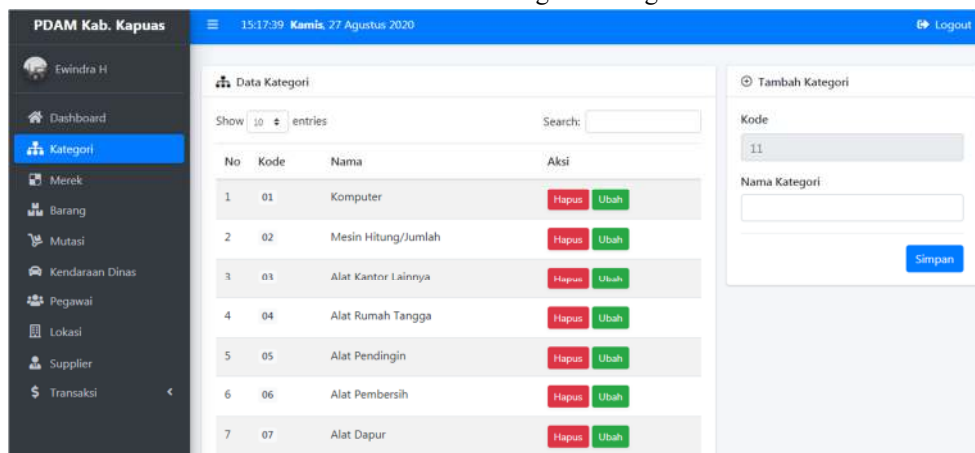 PDAM Kab. Kapuas
15:17:39 Kamis, 27 Agustus 2020
Logout
Ewindra H
Dashboard
Kategori
Merek
Barang
Mutasi
Kendaraan Dinas
Pegawai
Lokasi
Supplier
Transaksi
Data Kategori
Show 10 entries
Search:
No Kode Nama Aksi
1 01 Komputer Hapus Ubah
2 02 Mesin Hitung/Jumlah Hapus Ubah
3 03 Alat Kantor Lainnya Hapus Ubah
4 04 Alat Rumah Tangga Hapus Ubah
5 05 Alat Pendingin Hapus Ubah
6 06 Alat Pembersih Hapus Ubah
7 07 Alat Dapur Hapus Ubah
Tambah Kategori
Kode
11
Nama Kategori
Simpan